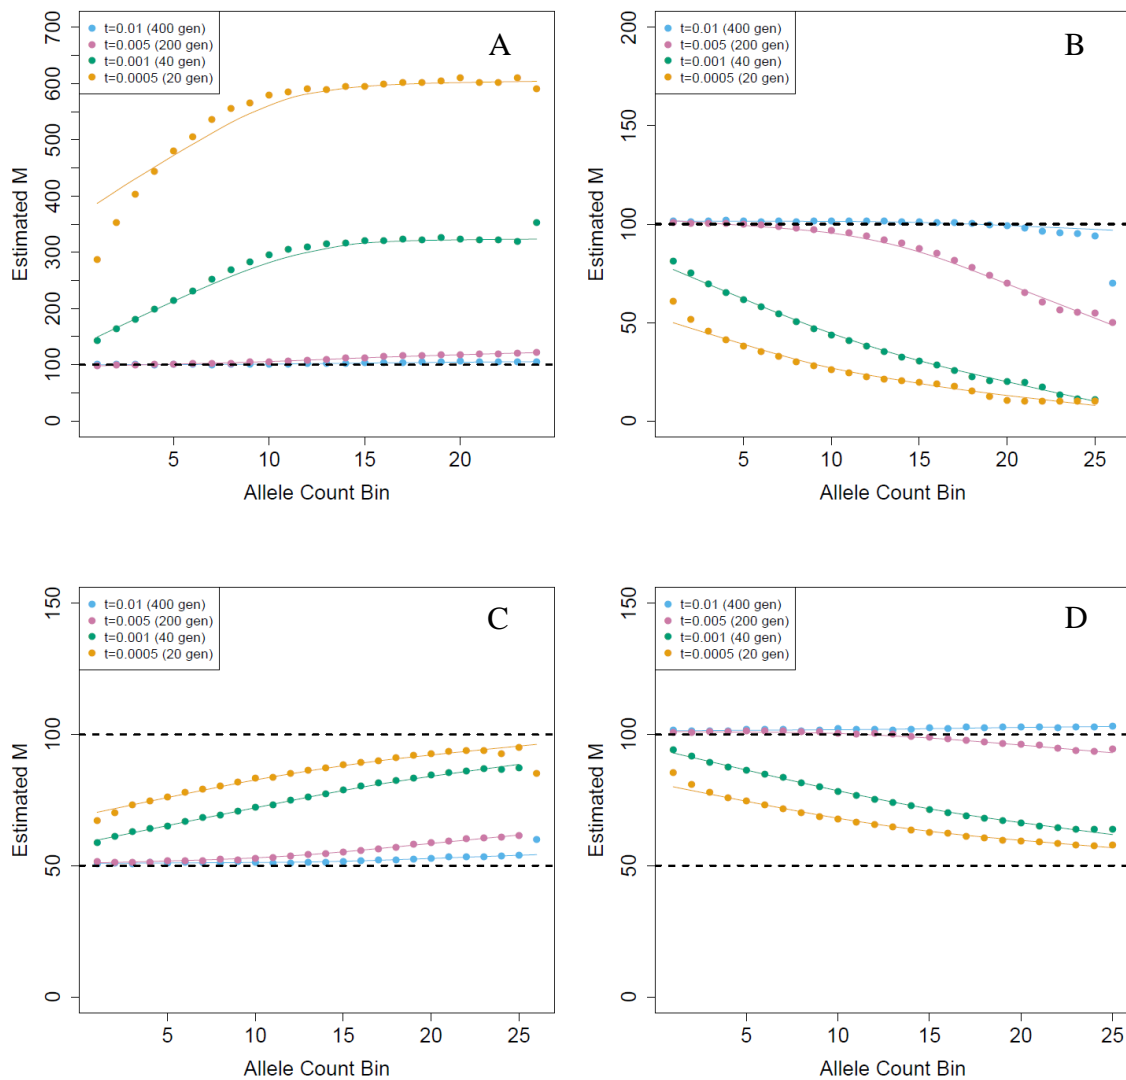 A
t=0.01 (400 gen)
t=0.005 (200 gen)
t=0.001 (40 gen)
t=0.0005 (20 gen)
Estimated M
0 100 200 300 400 500 600 700
5 10 15 20
Allele Count Bin
B
t=0.01 (400 gen)
t=0.005 (200 gen)
t=0.001 (40 gen)
t=0.0005 (20 gen)
Estimated M
0 50 100 150 200
5 10 15 20 25
Allele Count Bin
C
t=0.01 (400 gen)
t=0.005 (200 gen)
t=0.001 (40 gen)
t=0.0005 (20 gen)
Estimated M
0 50 100 150
5 10 15 20 25
Allele Count Bin
D
t=0.01 (400 gen)
t=0.005 (200 gen)
t=0.001 (40 gen)
t=0.0005 (20 gen)
Estimated M
0 50 100 150
5 10 15 20 25
Allele Count Bin